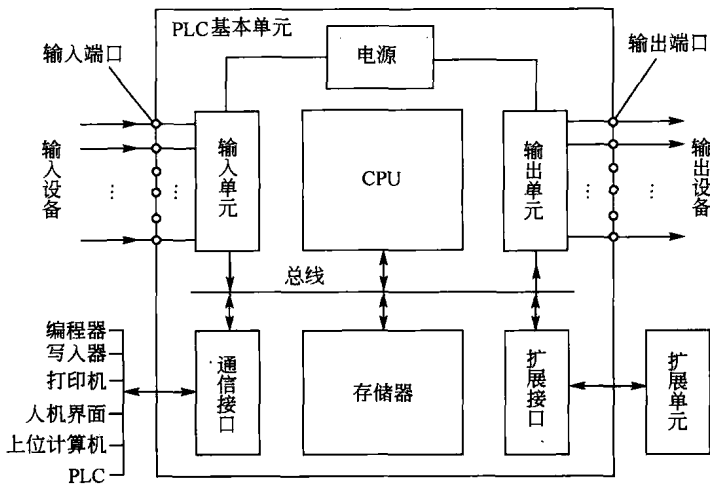 PLC基本单元
输入端口
电源
输出端口
输入设备
输入单元
CPU
输出单元
输出设备
总线
编程器
写入器
打印机
人机界面
上位计算机
PLC
通信接口
存储器
扩展接口
扩展单元